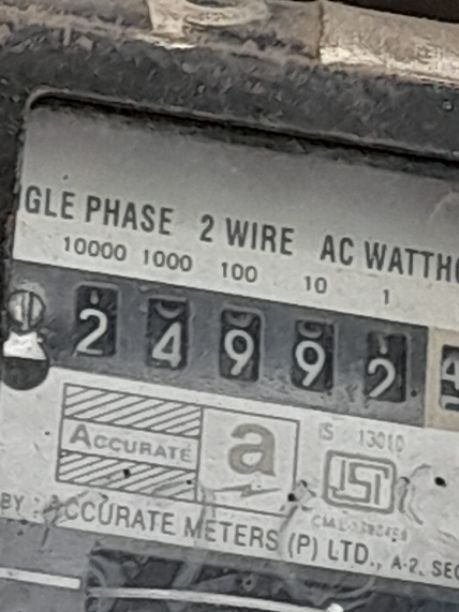 GLE PHASE 2 WIRE AC WATTH
10000 1000 100 10 1
2 4 9 9 2 4
ACCURATE a IS 13010
ISI
BY : ACCURATE METERS (P) LTD., A-2, SEC